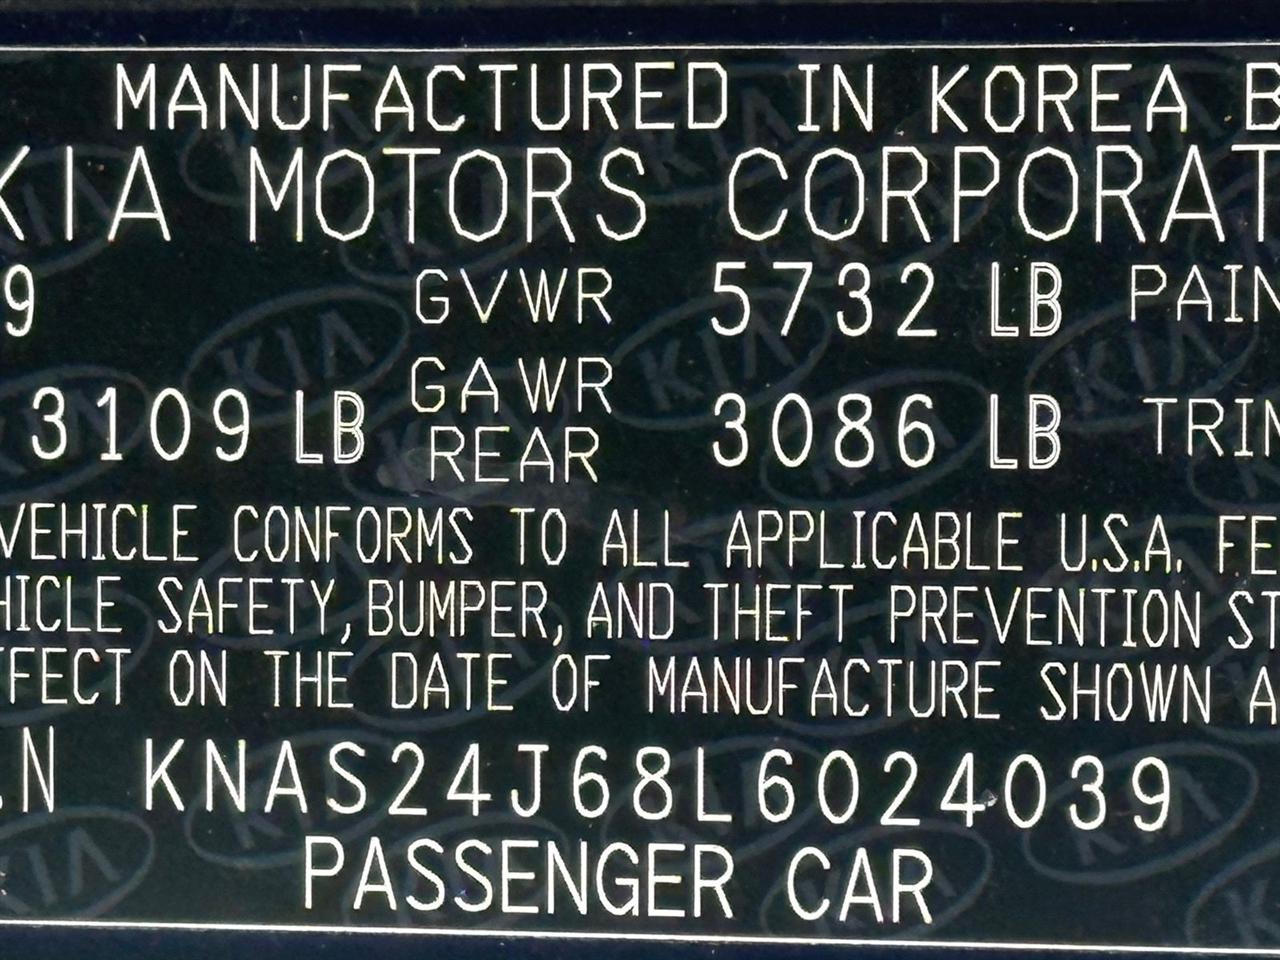 MANUFACTURED IN KOREA B
KIA MOTORS CORPORAT
9 GVWR 5732 LB PAIN
3109 LB GAWR REAR 3086 LB TRIM
VEHICLE CONFORMS TO ALL APPLICABLE U.S.A. FE
HICLE SAFETY, BUMPER, AND THEFT PREVENTION ST
FFECT ON THE DATE OF MANUFACTURE SHOWN A
.N KNAS24J68L6024039
PASSENGER CAR